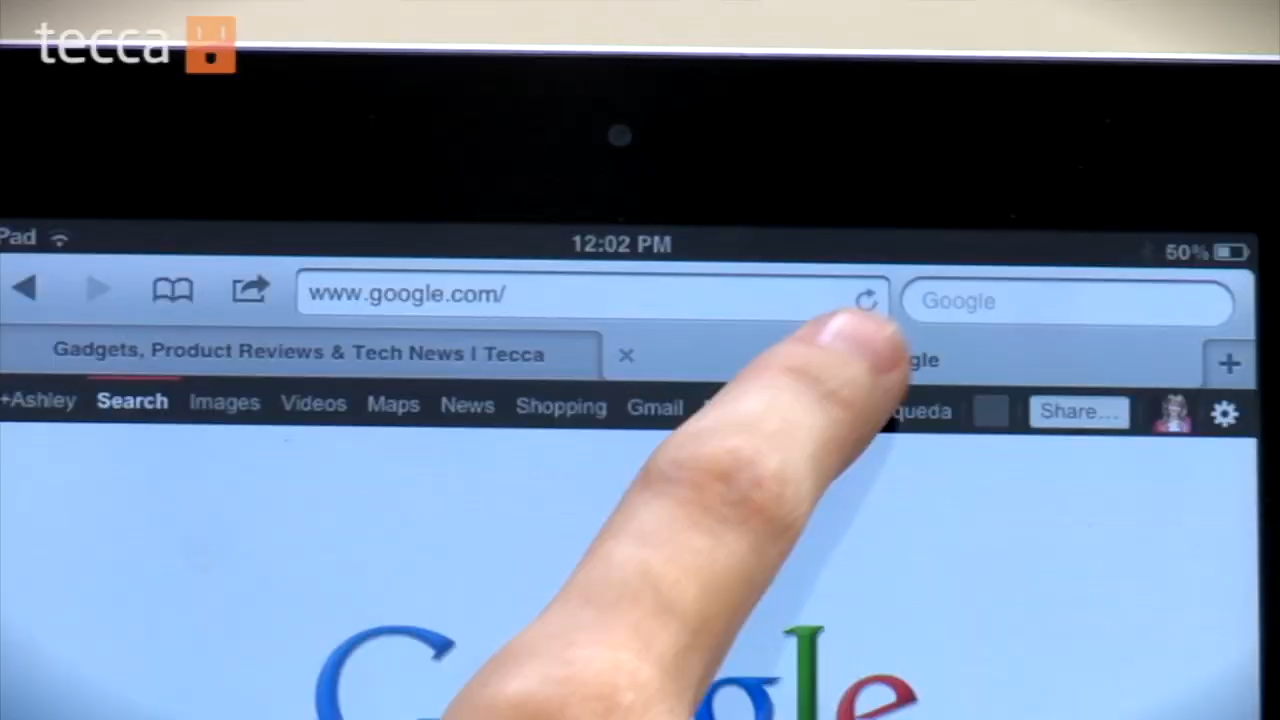 tecca
Pad 12:02 PM 50%
www.google.com/ Google
Gadgets, Product Reviews & Tech News | Tecca gle
+Ashley Search Images Videos Maps News Shopping Gmail queda Share...
G gle